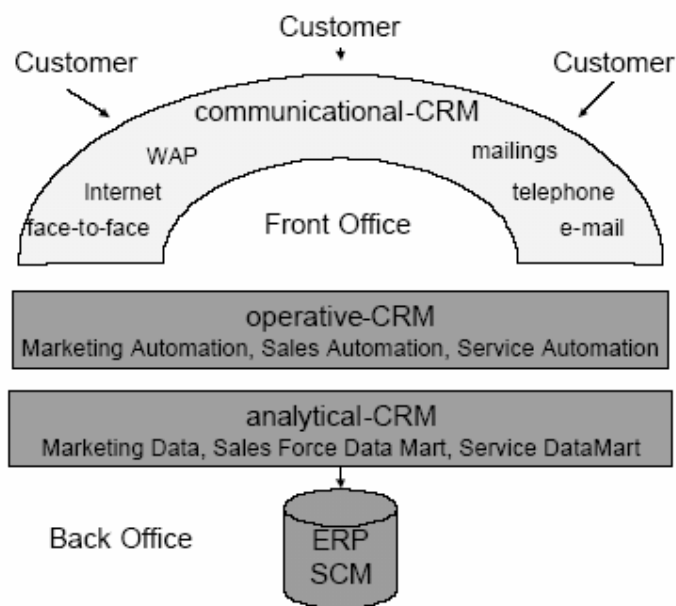 Customer
Customer
Customer
communicational-CRM
WAP
mailings
Internet
telephone
face-to-face
Front Office
e-mail
operative-CRM
Marketing Automation, Sales Automation, Service Automation
analytical-CRM
Marketing Data, Sales Force Data Mart, Service DataMart
Back Office
ERP
SCM